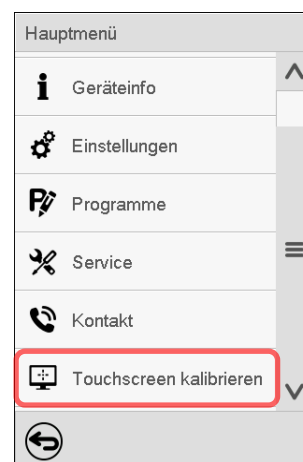 Hauptmenü
Geräteinfo
Einstellungen
Programme
Service
Kontakt
Touchscreen kalibrieren